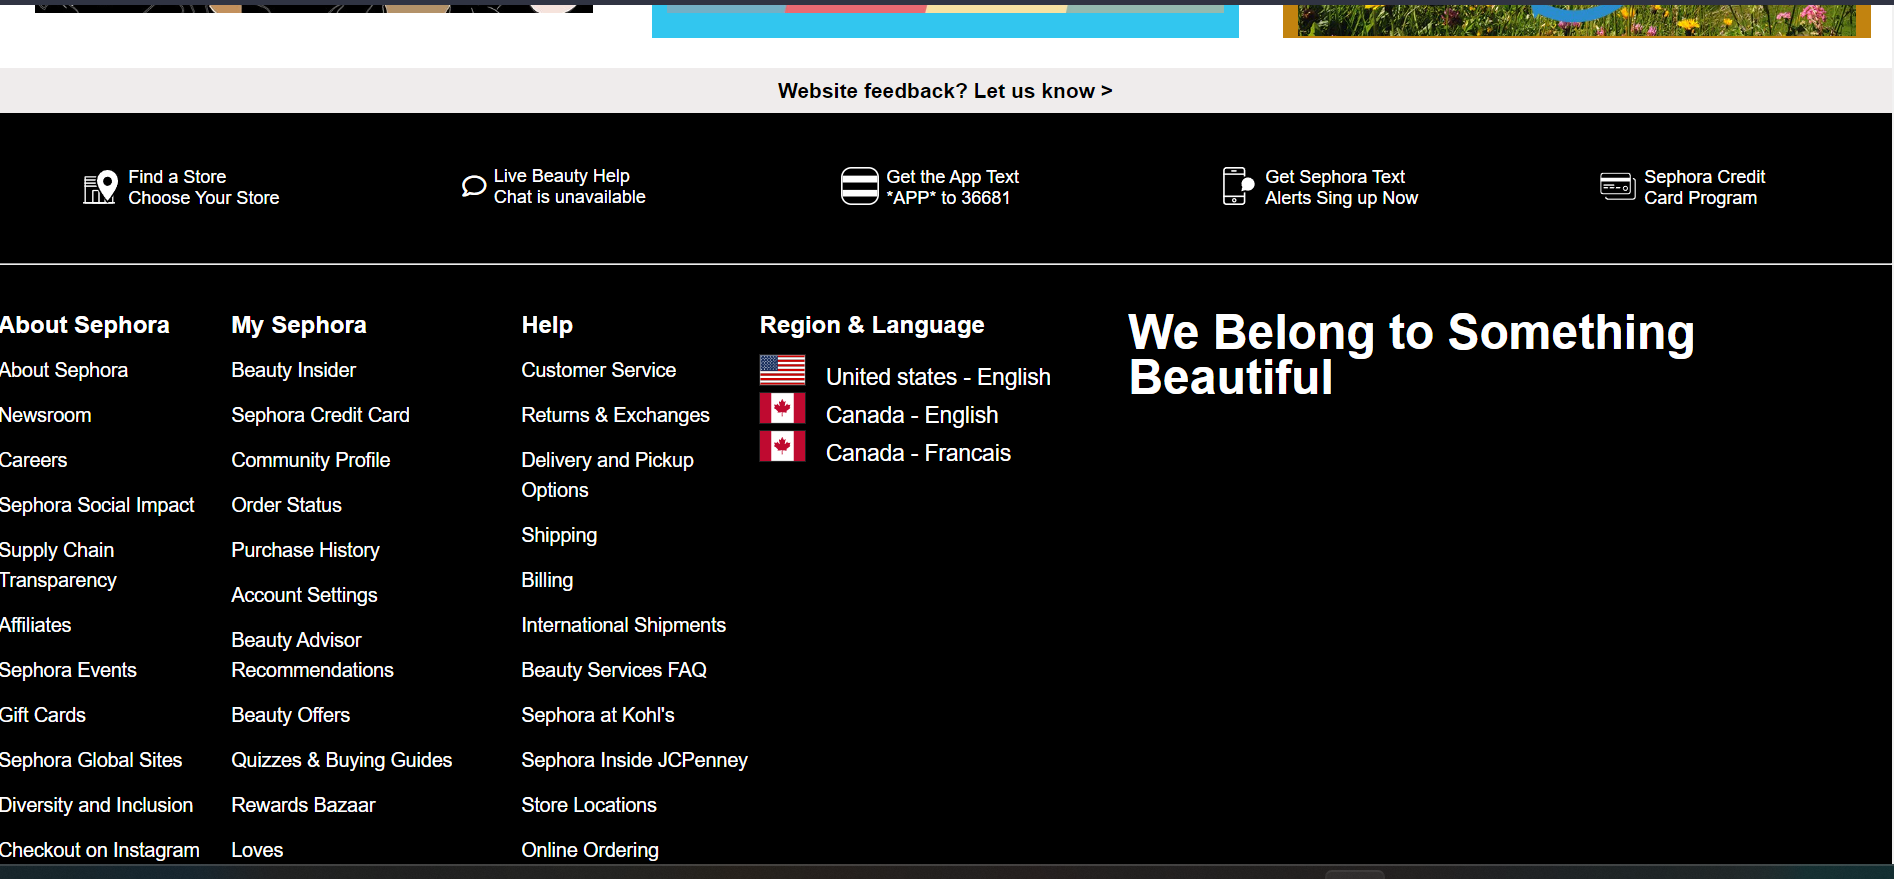 Website feedback? Let us know >
Find a Store
Choose Your Store
Live Beauty Help
Chat is unavailable
Get the App Text
*APP* to 36681
Get Sephora Text
Alerts Sing up Now
Sephora Credit
Card Program
About Sephora
About Sephora
Newsroom
Careers
Sephora Social Impact
Supply Chain
Transparency
Affiliates
Sephora Events
Gift Cards
Sephora Global Sites
Diversity and Inclusion
Checkout on Instagram
My Sephora
Beauty Insider
Sephora Credit Card
Community Profile
Order Status
Purchase History
Account Settings
Beauty Advisor
Recommendations
Beauty Offers
Quizzes & Buying Guides
Rewards Bazaar
Loves
Help
Customer Service
Returns & Exchanges
Delivery and Pickup
Options
Shipping
Billing
International Shipments
Beauty Services FAQ
Sephora at Kohl's
Sephora Inside JCPenney
Store Locations
Online Ordering
Region & Language
United states - English
Canada - English
Canada - Francais
We Belong to Something
Beautiful